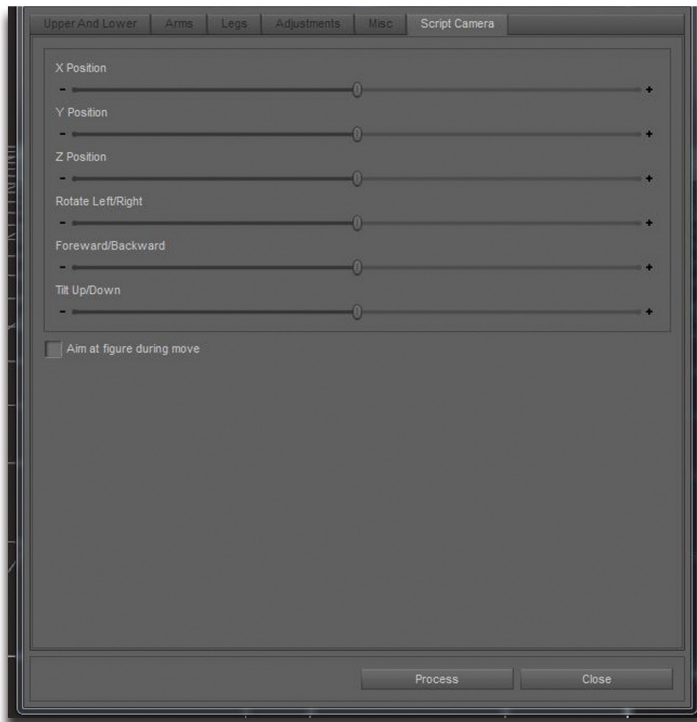 Upper And Lower Arms Legs Adjustments Misc Script Camera
X Position
- +
Y Position
- +
Z Position
- +
Rotate Left/Right
- +
Foreward/Backward
- +
Tilt Up/Down
- +
Aim at figure during move
Process Close